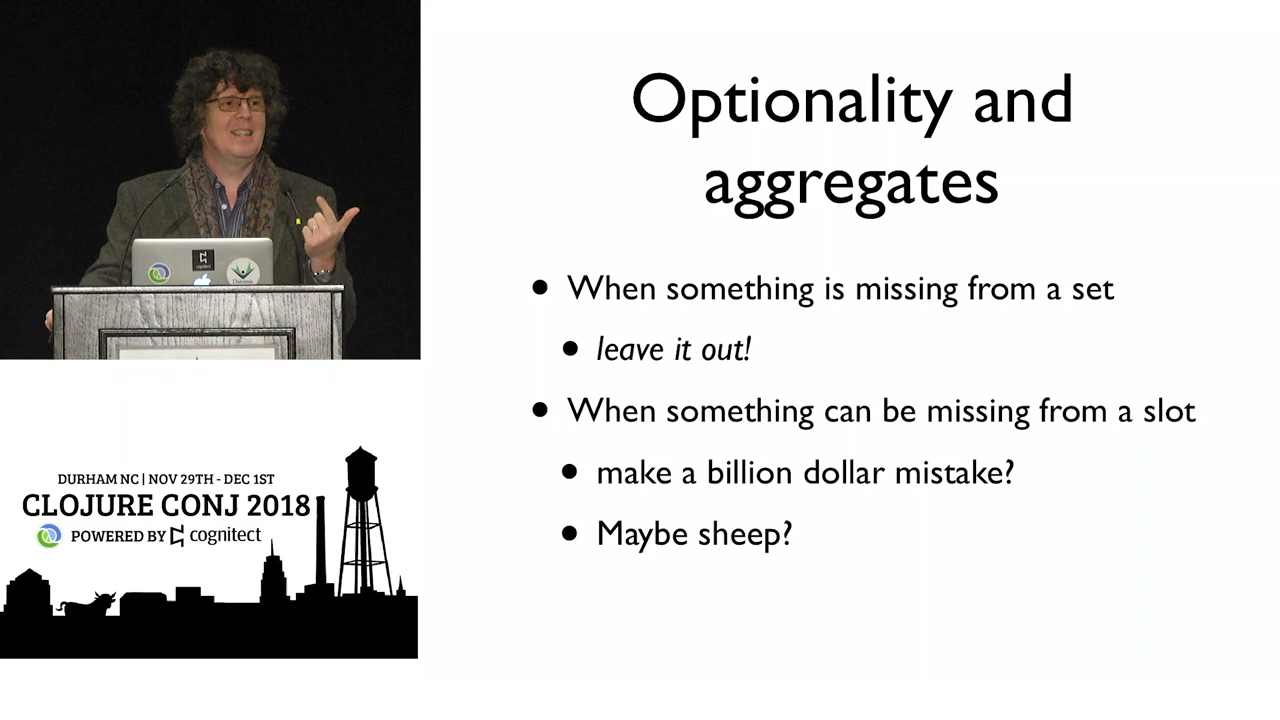 Optionality and
aggregates
• When something is missing from a set
• leave it out!
• When something can be missing from a slot
• make a billion dollar mistake?
• Maybe sheep?
cognitect
DURHAM NC | NOV 29TH - DEC 1ST
CLOJURE CONJ 2018
POWERED BY cognitect